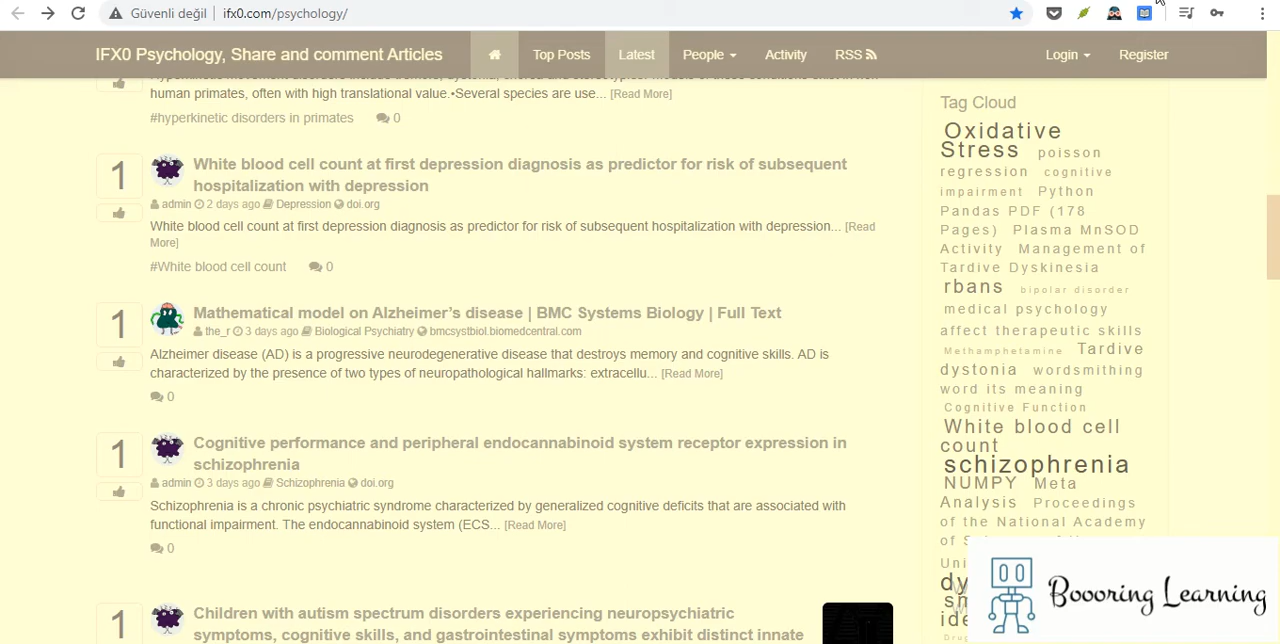 Güvenli değil | ifx0.com/psychology/
IFX0 Psychology, Share and comment Articles Top Posts Latest People Activity RSS Login Register
human primates, often with high translational value.•Several species are use... [Read More]
#hyperkinetic disorders in primates 0
1
White blood cell count at first depression diagnosis as predictor for risk of subsequent
hospitalization with depression
admin 2 days ago Depression doi.org
White blood cell count at first depression diagnosis as predictor for risk of subsequent hospitalization with depression... [Read
More]
#White blood cell count 0
1
Mathematical model on Alzheimer’s disease | BMC Systems Biology | Full Text
the_r 3 days ago Biological Psychiatry bmcsystbiol.biomedcentral.com
Alzheimer disease (AD) is a progressive neurodegenerative disease that destroys memory and cognitive skills. AD is
characterized by the presence of two types of neuropathological hallmarks: extracellu... [Read More]
0
1
Cognitive performance and peripheral endocannabinoid system receptor expression in
schizophrenia
admin 3 days ago Schizophrenia doi.org
Schizophrenia is a chronic psychiatric syndrome characterized by generalized cognitive deficits that are associated with
functional impairment. The endocannabinoid system (ECS... [Read More]
0
1
Children with autism spectrum disorders experiencing neuropsychiatric
symptoms, cognitive skills, and gastrointestinal symptoms exhibit distinct innate
Tag Cloud
Oxidative
Stress poisson
regression cognitive
impairment Python
Pandas PDF (178
Pages) Plasma MnSOD
Activity Management of
Tardive Dyskinesia
rbans bipolar disorder
medical psychology
affect therapeutic skills
Methamphetamine Tardive
dystonia wordsmithing
word its meaning
Cognitive Function
White blood cell
count
schizophrenia
NUMPY Meta
Analysis Proceedings
of the National Academy
of
Boooring Learning